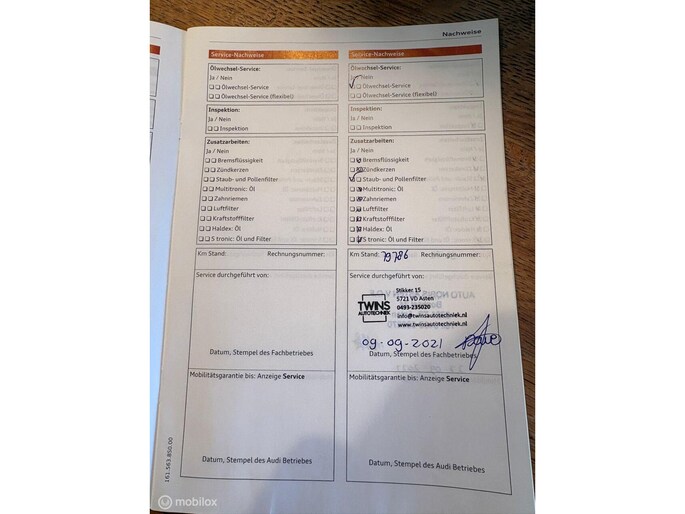 Nachweise
Service-Nachweise
Ölwechsel-Service:
Ja / Nein
Ölwechsel-Service
Ölwechsel-Service (flexibel)
Inspektion:
Ja / Nein
Inspektion
Zusatzarbeiten:
Ja / Nein
Bremsflüssigkeit
Zündkerzen
Staub- und Pollenfilter
Multitronic: Öl
Zahnriemen
Luftfilter
Kraftstofffilter
Haldex: Öl
S tronic: Öl und Filter
Km Stand: Rechnungsnummer:
Service durchgeführt von:
Datum, Stempel des Fachbetriebes
Mobilitätsgarantie bis: Anzeige Service
Datum, Stempel des Audi Betriebes
Service-Nachweise
Ölwechsel-Service:
Ja / Nein
Ölwechsel-Service
Ölwechsel-Service (flexibel)
Inspektion:
Ja / Nein
Inspektion
Zusatzarbeiten:
Ja / Nein
Bremsflüssigkeit
Zündkerzen
Staub- und Pollenfilter
Multitronic: Öl
Zahnriemen
Luftfilter
Kraftstofffilter
Haldex: Öl
S tronic: Öl und Filter
Km Stand: 79786 Rechnungsnummer:
Service durchgeführt von:
TWINS
AUTOTECHNIEK
Stikker 15
5721 VD Asten
0493-235020
info@twinsautotechniek.nl
www.twinsautotechniek.nl
09-09-2021
Datum, Stempel des Fachbetriebes
Mobilitätsgarantie bis: Anzeige Service
Datum, Stempel des Audi Betriebes
161.563.850.00
mobilox